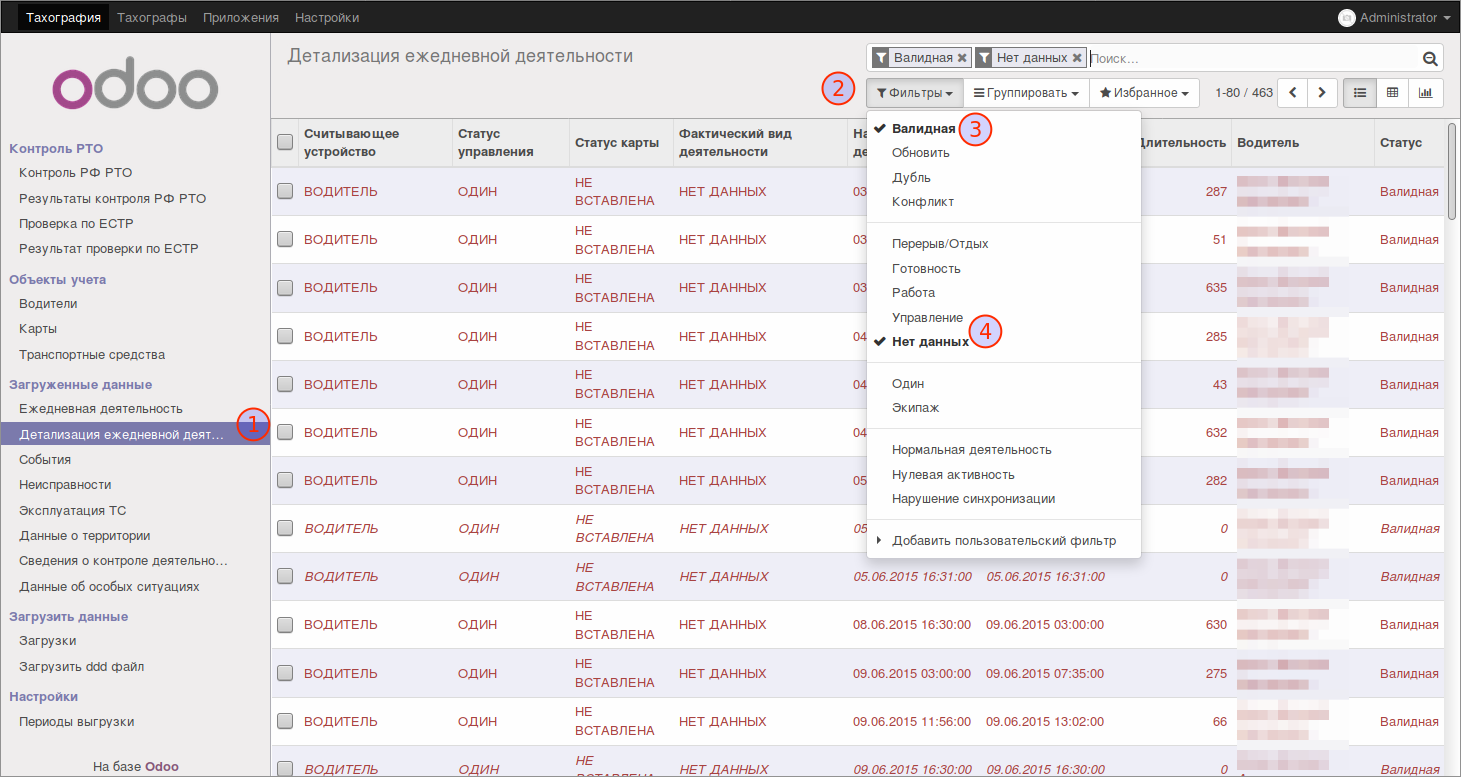 Тахография Тахографы Приложения Настройки Administrator
odoo
Контроль РТО
Контроль РФ РТО
Результаты контроля РФ РТО
Проверка по ЕСТР
Результат проверки по ЕСТР
Объекты учета
Водители
Карты
Транспортные средства
Загруженные данные
Ежедневная деятельность
Детализация ежедневной деят... 1
События
Неисправности
Эксплуатация ТС
Данные о территории
Сведения о контроле деятельно...
Данные об особых ситуациях
Загрузить данные
Загрузки
Загрузить ddd файл
Настройки
Периоды выгрузки
На базе Odoo
Детализация ежедневной деятельности
Валидная Нет данных Поиск...
2 Фильтры Группировать Избранное 1-80 / 463
Считывающее устройство Статус управления Статус карты Фактический вид деятельности На Длительность Водитель Статус
Валидная 3
Обновить
Дубль
Конфликт
Перерыв/Отдых
Готовность
Работа
Управление
Нет данных 4
Один
Экипаж
Нормальная деятельность
Нулевая активность
Нарушение синхронизации
Добавить пользовательский фильтр
ВОДИТЕЛЬ ОДИН НЕ ВСТАВЛЕНА НЕТ ДАННЫХ 03 287 Валидная
ВОДИТЕЛЬ ОДИН НЕ ВСТАВЛЕНА НЕТ ДАННЫХ 03 51 Валидная
ВОДИТЕЛЬ ОДИН НЕ ВСТАВЛЕНА НЕТ ДАННЫХ 03 635 Валидная
ВОДИТЕЛЬ ОДИН НЕ ВСТАВЛЕНА НЕТ ДАННЫХ 04 285 Валидная
ВОДИТЕЛЬ ОДИН НЕ ВСТАВЛЕНА НЕТ ДАННЫХ 04 43 Валидная
ВОДИТЕЛЬ ОДИН НЕ ВСТАВЛЕНА НЕТ ДАННЫХ 04 632 Валидная
ВОДИТЕЛЬ ОДИН НЕ ВСТАВЛЕНА НЕТ ДАННЫХ 05 282 Валидная
ВОДИТЕЛЬ ОДИН НЕ ВСТАВЛЕНА НЕТ ДАННЫХ 05 0 Валидная
ВОДИТЕЛЬ ОДИН НЕ ВСТАВЛЕНА НЕТ ДАННЫХ 05.06.2015 16:31:00 05.06.2015 16:31:00 0 Валидная
ВОДИТЕЛЬ ОДИН НЕ ВСТАВЛЕНА НЕТ ДАННЫХ 08.06.2015 16:30:00 09.06.2015 03:00:00 630 Валидная
ВОДИТЕЛЬ ОДИН НЕ ВСТАВЛЕНА НЕТ ДАННЫХ 09.06.2015 03:00:00 09.06.2015 07:35:00 275 Валидная
ВОДИТЕЛЬ ОДИН НЕ ВСТАВЛЕНА НЕТ ДАННЫХ 09.06.2015 11:56:00 09.06.2015 13:02:00 66 Валидная
ВОДИТЕЛЬ ОДИН НЕ ВСТАВЛЕНА НЕТ ДАННЫХ 09.06.2015 16:30:00 09.06.2015 16:30:00 0 Валидная